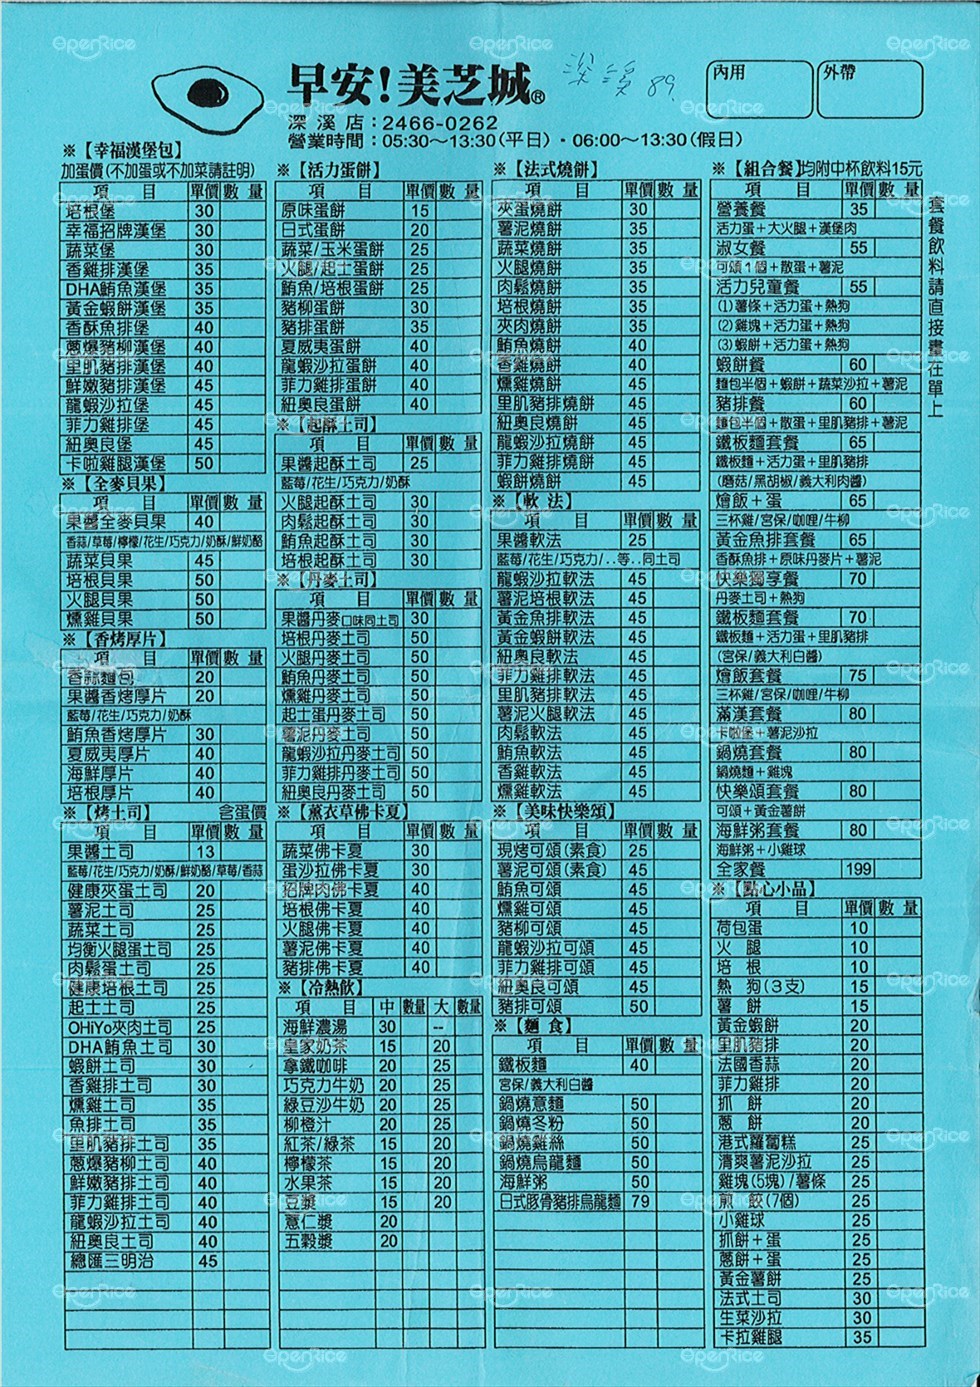 早安!美芝城®
梁 89
內用
外帶
深溪店：2466-0262
營業時間：05:30～13:30(平日)．06:00～13:30(假日)
※【幸福漢堡包】
加蛋價(不加蛋或不加菜請註明)
項 目 單價 數量
培根堡 30
幸福招牌漢堡 30
蔬菜堡 30
香雞排漢堡 35
DHA鮪魚漢堡 35
黃金蝦餅漢堡 35
香酥魚排堡 40
蔥爆豬柳漢堡 40
里肌豬排漢堡 40
鮮嫩豬排漢堡 45
龍蝦沙拉堡 45
菲力雞排堡 45
紐奧良堡 45
卡啦雞腿漢堡 50
※【全麥貝果】
項 目 單價 數量
果醬全麥貝果 40
香蒜/草莓/檸檬/花生/巧克力/奶酥/鮮奶酪
蔬菜貝果 45
培根貝果 50
火腿貝果 50
燻雞貝果 50
※【香烤厚片】
項 目 單價 數量
香蒜麵包 20
果醬香烤厚片 20
藍莓/花生/巧克力/奶酥
鮪魚香烤厚片 30
夏威夷厚片 40
海鮮厚片 40
培根厚片 40
※【烤土司】 含蛋價
項 目 單價 數量
果醬土司 13
藍莓/花生/巧克力/奶酥/鮮奶酪/草莓/香蒜
健康夾蛋土司 20
薯泥土司 25
蔬菜土司 25
均衡火腿蛋土司 25
肉鬆蛋土司 25
健康培根土司 25
起士土司 25
OHiYo夾肉土司 25
DHA鮪魚土司 30
蝦餅土司 30
香雞排土司 30
燻雞土司 35
魚排土司 35
里肌豬排土司 35
蔥爆豬柳土司 40
鮮嫩豬排土司 40
菲力雞排土司 40
龍蝦沙拉土司 40
紐奧良土司 40
總匯三明治 45
※【活力蛋餅】
項 目 單價 數量
原味蛋餅 15
日式蛋餅 20
蔬菜/玉米蛋餅 25
火腿/起士蛋餅 25
鮪魚/培根蛋餅 25
豬柳蛋餅 30
豬排蛋餅 35
夏威夷蛋餅 40
龍蝦沙拉蛋餅 40
菲力雞排蛋餅 40
紐奧良蛋餅 40
※【起酥土司】
項 目 單價 數量
果醬起酥土司 25
藍莓/花生/巧克力/奶酥
火腿起酥土司 30
肉鬆起酥土司 30
鮪魚起酥土司 30
培根起酥土司 30
※【丹麥土司】
項 目 單價 數量
果醬丹麥口味同土司 30
培根丹麥土司 50
火腿丹麥土司 50
鮪魚丹麥土司 50
燻雞丹麥土司 50
起士蛋丹麥土司 50
薯泥丹麥土司 50
龍蝦沙拉丹麥土司 50
菲力雞排丹麥土司 50
紐奧良丹麥土司 50
※【薰衣草佛卡夏】
項 目 單價 數量
蔬菜佛卡夏 30
蛋沙拉佛卡夏 30
招牌肉佛卡夏 40
培根佛卡夏 40
火腿佛卡夏 40
薯泥佛卡夏 40
豬排佛卡夏 40
※【冷熱飲】
項 目 中 數量 大 數量
海鮮濃湯 30 --
皇家奶茶 15 20
拿鐵咖啡 20 25
巧克力牛奶 20 25
綠豆沙牛奶 20 25
柳橙汁 20 25
紅茶/綠茶 15 20
檸檬茶 15 20
水果茶 15 20
豆漿 15 20
薏仁漿 20
五穀漿 20
※【法式燒餅】
項 目 單價 數量
夾蛋燒餅 30
薯泥燒餅 35
蔬菜燒餅 35
火腿燒餅 35
肉鬆燒餅 35
培根燒餅 35
夾肉燒餅 35
鮪魚燒餅 40
香雞燒餅 40
燻雞燒餅 45
里肌豬排燒餅 45
紐奧良燒餅 45
龍蝦沙拉燒餅 45
菲力雞排燒餅 45
蝦餅燒餅 45
※【軟 法】
項 目 單價 數量
果醬軟法 25
藍莓/花生/巧克力/..等..同土司
龍蝦沙拉軟法 45
薯泥培根軟法 45
黃金魚排軟法 45
黃金蝦餅軟法 45
紐奧良軟法 45
菲力雞排軟法 45
里肌豬排軟法 45
薯泥火腿軟法 45
肉鬆軟法 45
鮪魚軟法 45
香雞軟法 45
燻雞軟法 45
※【美味快樂頌】
項 目 單價 數量
現烤可頌(素食) 25
薯泥可頌(素食) 45
鮪魚可頌 45
燻雞可頌 45
豬柳可頌 45
龍蝦沙拉可頌 45
菲力雞排可頌 45
紐奧良可頌 45
豬排可頌 50
※【麵 食】
項 目 單價 數量
鐵板麵 40
宮保/義大利白醬
鍋燒意麵 50
鍋燒冬粉 50
鍋燒雞絲 50
鍋燒烏龍麵 50
海鮮粥 50
日式豚骨豬排烏龍麵 79
※【組合餐】均附中杯飲料15元
項 目 單價 數量
營養餐 35
活力蛋＋大火腿＋漢堡肉
淑女餐 55
可頌1個＋散蛋＋薯泥
活力兒童餐 55
(1)薯條＋活力蛋＋熱狗
(2)雞塊＋活力蛋＋熱狗
(3)蝦餅＋活力蛋＋熱狗
蝦餅餐 60
麵包半個＋蝦餅＋蔬菜沙拉＋薯泥
豬排餐 60
麵包半個＋散蛋＋里肌豬排＋薯泥
鐵板麵套餐 65
鐵板麵＋活力蛋＋里肌豬排
(磨菇/黑胡椒/義大利肉醬)
燴飯＋蛋 65
三杯雞/宮保/咖哩/牛柳
黃金魚排套餐 65
香酥魚排＋原味丹麥片＋薯泥
快樂獨享餐 70
丹麥土司＋熱狗
鐵板麵套餐 70
鐵板麵＋活力蛋＋里肌豬排
(宮保/義大利白醬)
燴飯套餐 75
三杯雞/宮保/咖哩/牛柳
滿漢套餐 80
卡啦堡＋薯泥沙拉
鍋燒套餐 80
鍋燒麵＋雞塊
快樂頌套餐 80
可頌＋黃金薯餅
海鮮粥套餐 80
海鮮粥＋小雞球
全家餐 199
※【點心小品】
項 目 單價 數量
荷包蛋 10
火 腿 10
培 根 10
熱 狗(3支) 15
薯 餅 15
黃金蝦餅 20
里肌豬排 20
法國香蒜 20
菲力雞排 20
抓 餅 20
蔥 餅 20
港式蘿蔔糕 25
清爽薯泥沙拉 25
雞塊(5塊)/薯條 25
煎 餃(7個) 25
小雞球 25
抓餅＋蛋 25
蔥餅＋蛋 25
黃金薯餅 25
法式土司 30
生菜沙拉 30
卡拉雞腿 35
套餐飲料請直接畫在單上
OpenRice